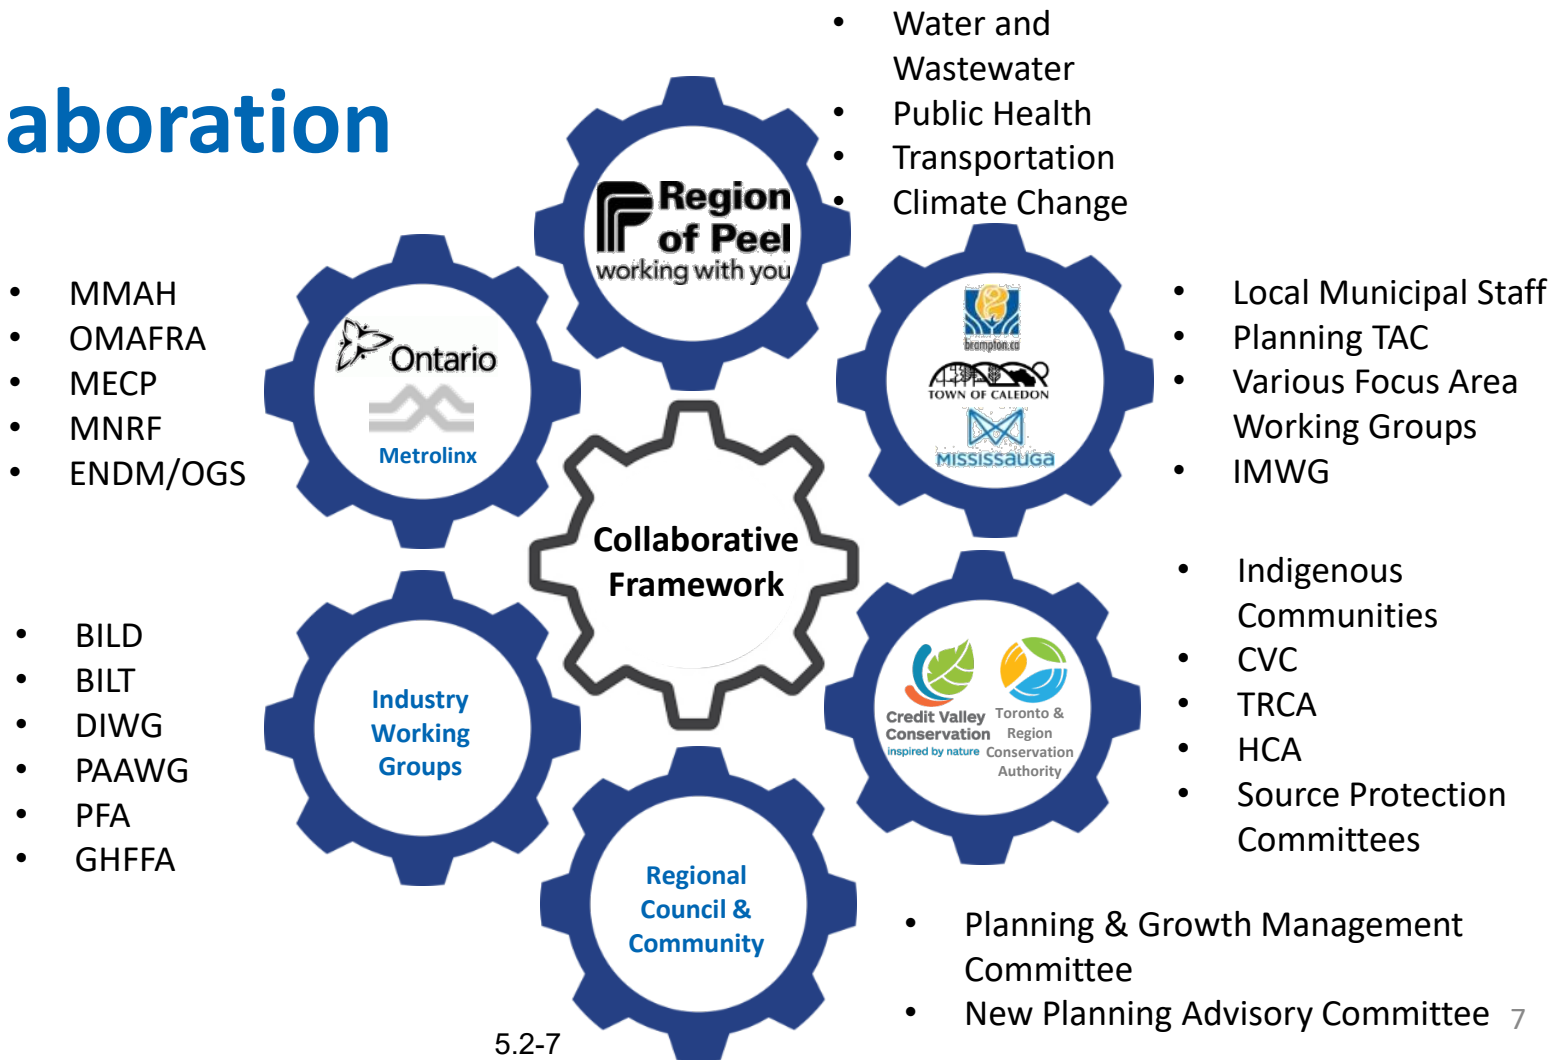 aboration
• Water and
Wastewater
• Public Health
• Transportation
• Climate Change
Region
of Peel
working with you
• MMAH
• OMAFRA
• MECP
• MNRF
• ENDM/OGS
Ontario
Metrolinx
brampton.ca
TOWN OF CALEDON
MISSISSAUGA
• Local Municipal Staff
• Planning TAC
• Various Focus Area
Working Groups
• IMWG
Collaborative
Framework
• BILD
• BILT
• DIWG
• PAAWG
• PFA
• GHFFA
Industry
Working
Groups
Credit Valley
Conservation
inspired by nature
Toronto &
Region
Conservation
Authority
• Indigenous
Communities
• CVC
• TRCA
• HCA
• Source Protection
Committees
Regional
Council &
Community
• Planning & Growth Management
Committee
• New Planning Advisory Committee
7
5.2-7